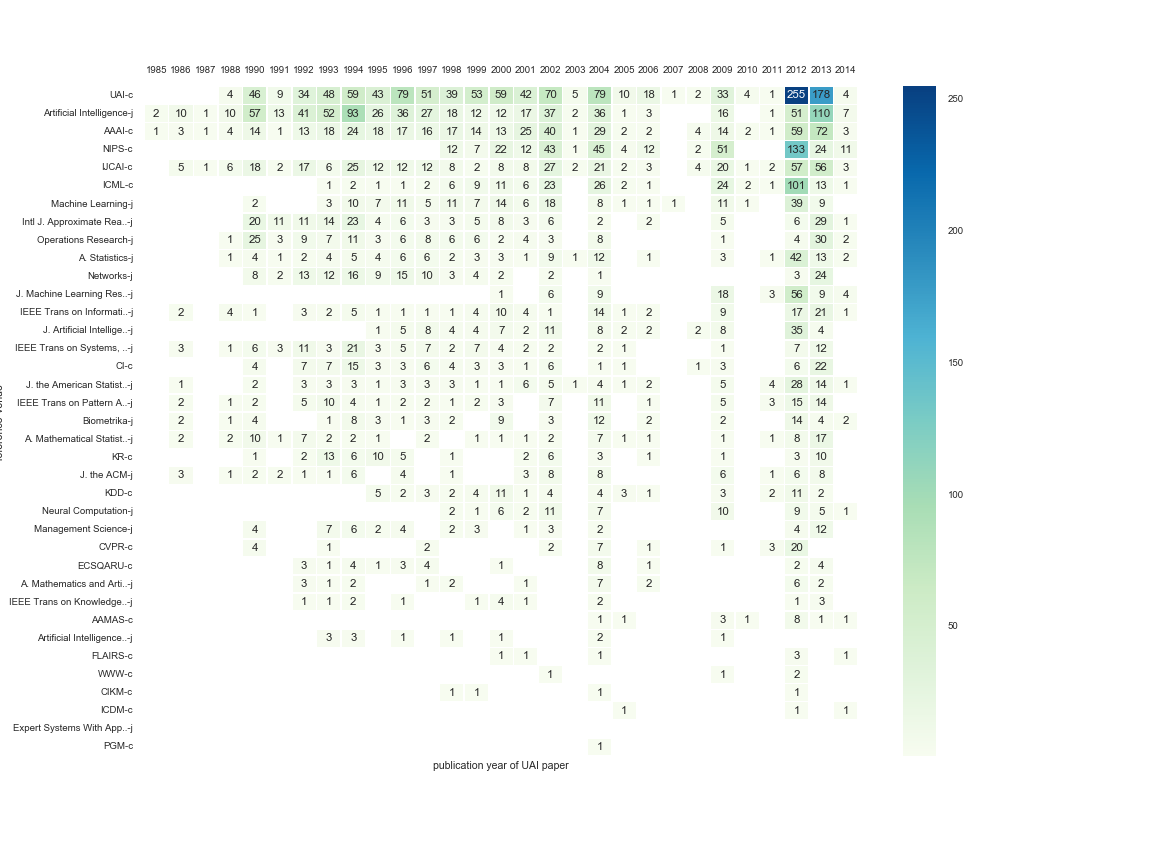 1985 1986 1987 1988 1990 1991 1992 1993 1994 1995 1996 1997 1998 1999 2000 2001 2002 2003 2004 2005 2006 2007 2008 2009 2010 2011 2012 2013 2014
UAI-c 4 46 9 34 48 59 43 79 51 39 53 59 42 70 5 79 10 18 1 2 33 4 1 255 178 4
250
Artificial Intelligence-j 2 10 1 10 57 13 41 52 93 26 36 27 18 12 12 17 37 2 36 1 3 16 1 51 110 7
AAAI-c 1 3 1 4 14 1 13 18 24 18 17 16 17 14 13 25 40 1 29 2 2 4 14 2 1 59 72 3
NIPS-c 12 7 22 12 43 1 45 4 12 2 51 133 24 11
IJCAI-c 5 1 6 18 2 17 6 25 12 12 12 8 2 8 8 27 2 21 2 3 4 20 1 2 57 56 3
ICML-c 1 2 1 1 2 6 9 11 6 23 26 2 1 24 2 1 101 13 1
Machine Learning-j 2 3 10 7 11 5 11 7 14 6 18 8 1 1 1 11 1 39 9
Intl J. Approximate Rea..-j 20 11 11 14 23 4 6 3 3 5 8 3 6 2 2 5 6 29 1
200
Operations Research-j 1 25 3 9 7 11 3 6 8 6 6 2 4 3 8 1 4 30 2
A. Statistics-j 1 4 1 2 4 5 4 6 6 2 3 3 1 9 1 12 1 3 1 42 13 2
Networks-j 8 2 13 12 16 9 15 10 3 4 2 2 1 3 24
J. Machine Learning Res..-j 1 6 9 18 3 56 9 4
IEEE Trans on Informati..-j 2 4 1 3 2 5 1 1 1 1 4 10 4 1 14 1 2 9 17 21 1
J. Artificial Intellige..-j 1 5 8 4 4 7 2 11 8 2 2 2 8 35 4
IEEE Trans on Systems, ..-j 3 1 6 3 11 3 21 3 5 7 2 7 4 2 2 2 1 1 7 12
150
CI-c 4 7 7 15 3 3 6 4 3 3 1 6 1 1 1 3 6 22
J. the American Statist..-j 1 2 3 3 3 1 3 3 3 1 1 6 5 1 4 1 2 5 4 28 14 1
IEEE Trans on Pattern A..-j 2 1 2 5 10 4 1 2 2 1 2 3 7 11 1 5 3 15 14
Biometrika-j 2 1 4 1 8 3 1 3 2 9 3 12 2 2 14 4 2
A. Mathematical Statist..-j 2 2 10 1 7 2 2 1 2 1 1 1 2 7 1 1 1 1 8 17
KR-c 1 2 13 6 10 5 1 2 6 3 1 1 3 10
J. the ACM-j 3 1 2 2 1 1 6 4 1 3 8 8 6 1 6 8
KDD-c 5 2 3 2 4 11 1 4 4 3 1 3 2 11 2
100
Neural Computation-j 2 1 6 2 11 7 10 9 5 1
Management Science-j 4 7 6 2 4 2 3 1 3 2 4 12
CVPR-c 4 1 2 2 7 1 1 3 20
ECSQARU-c 3 1 4 1 3 4 1 8 1 2 4
A. Mathematics and Arti..-j 3 1 2 1 2 1 7 2 6 2
IEEE Trans on Knowledge..-j 1 1 2 1 1 4 1 2 1 3
AAMAS-c 1 1 3 1 8 1 1
50
Artificial Intelligence..-j 3 3 1 1 1 2 1
FLAIRS-c 1 1 1 3 1
WWW-c 1 1 2
CIKM-c 1 1 1 1
ICDM-c 1 1 1
Expert Systems With App..-j
PGM-c 1
publication year of UAI paper